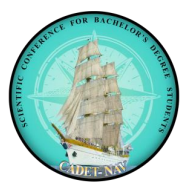 SCIENTIFIC CONFERENCE FOR BACHELOR'S DEGREE STUDENTS
CADET-NAV